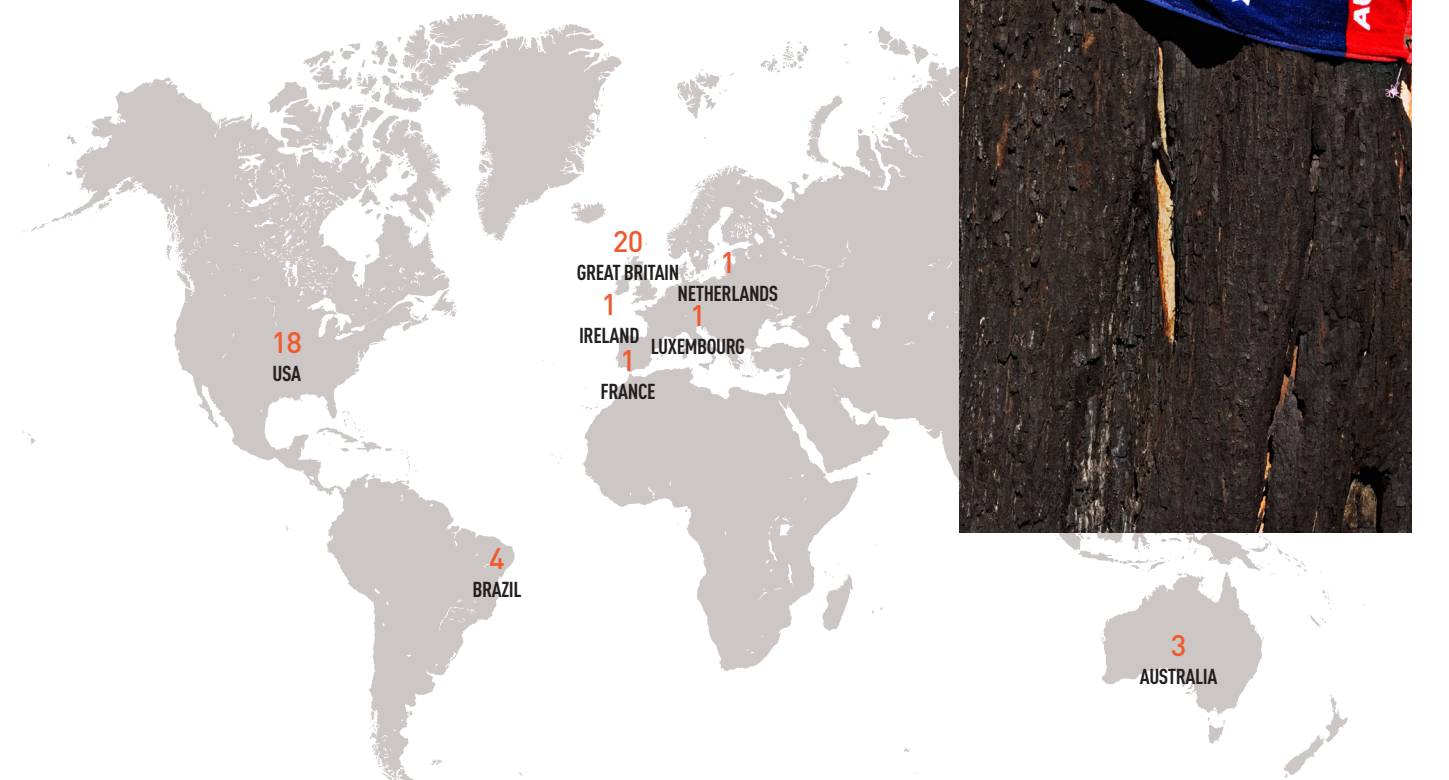 20
GREAT BRITAIN
1
NETHERLANDS
1
IRELAND
1
LUXEMBOURG
18
USA
1
FRANCE
4
BRAZIL
3
AUSTRALIA